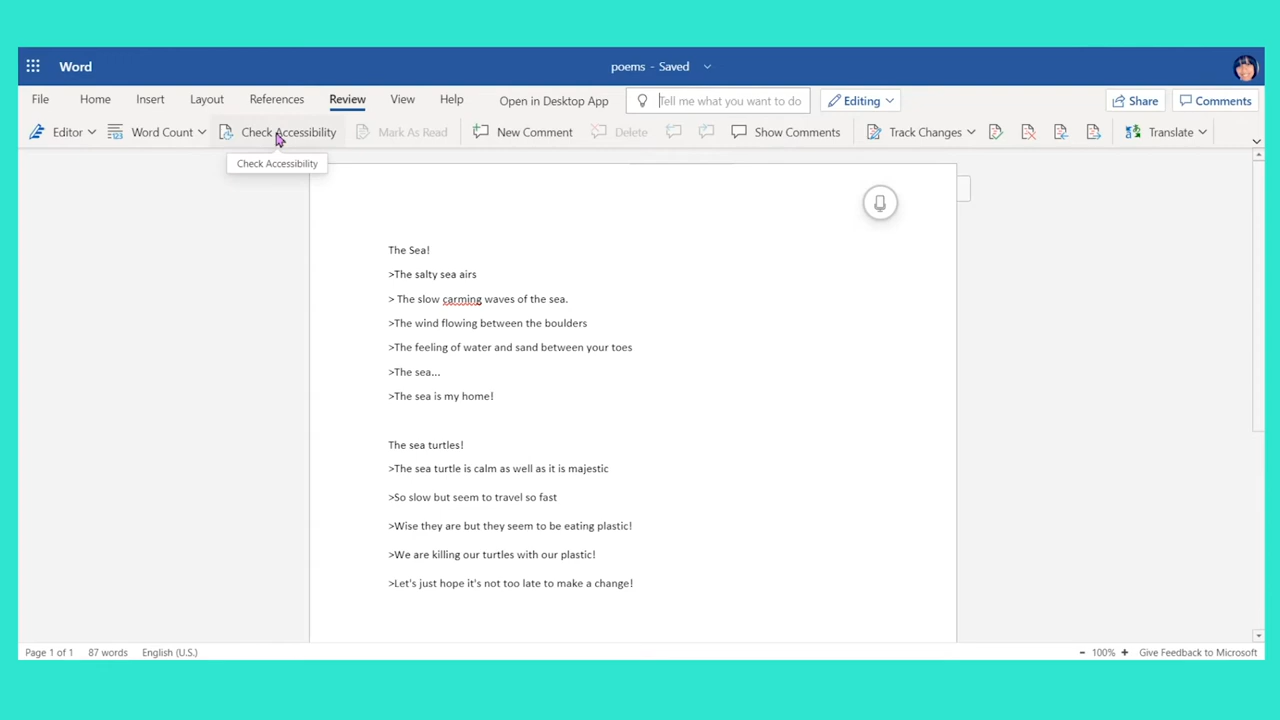 Word
poems - Saved
File Home Insert Layout References Review View Help Open in Desktop App Tell me what you want to do Editing Share Comments
Editor Word Count Check Accessibility Mark As Read New Comment Delete Show Comments Track Changes Translate
Check Accessibility
The Sea!
>The salty sea airs
> The slow carming waves of the sea.
>The wind flowing between the boulders
>The feeling of water and sand between your toes
>The sea...
>The sea is my home!
The sea turtles!
>The sea turtle is calm as well as it is majestic
>So slow but seem to travel so fast
>Wise they are but they seem to be eating plastic!
>We are killing our turtles with our plastic!
>Let's just hope it's not too late to make a change!
Page 1 of 1 87 words English (U.S.) - 100% + Give Feedback to Microsoft